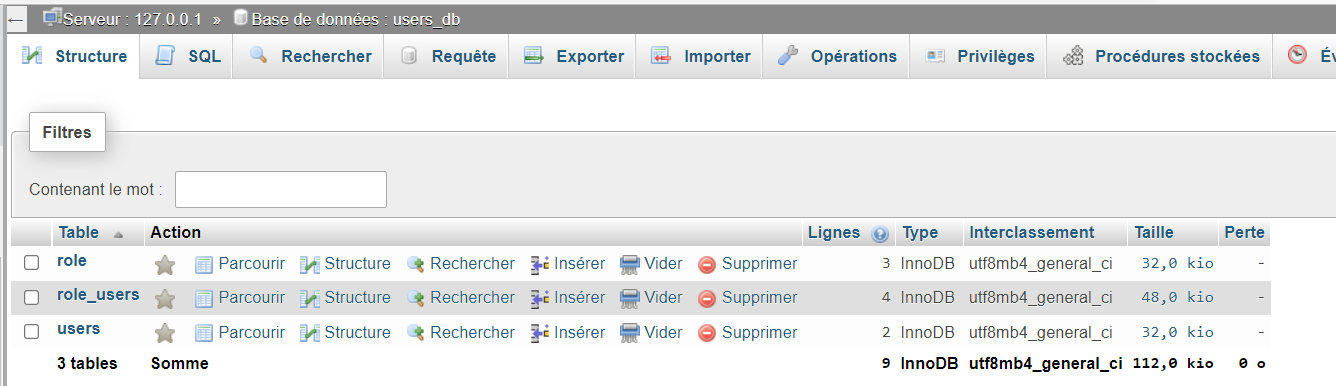 Serveur : 127.0.0.1 » Base de données : users_db
Structure SQL Rechercher Requête Exporter Importer Opérations Privilèges Procédures stockées Év
Filtres
Contenant le mot :
Table Action Lignes Type Interclassement Taille Perte
role Parcourir Structure Rechercher Insérer Vider Supprimer 3 InnoDB utf8mb4_general_ci 32,0 kio -
role_users Parcourir Structure Rechercher Insérer Vider Supprimer 4 InnoDB utf8mb4_general_ci 48,0 kio -
users Parcourir Structure Rechercher Insérer Vider Supprimer 2 InnoDB utf8mb4_general_ci 32,0 kio -
3 tables Somme 9 InnoDB utf8mb4_general_ci 112,0 kio 0 o